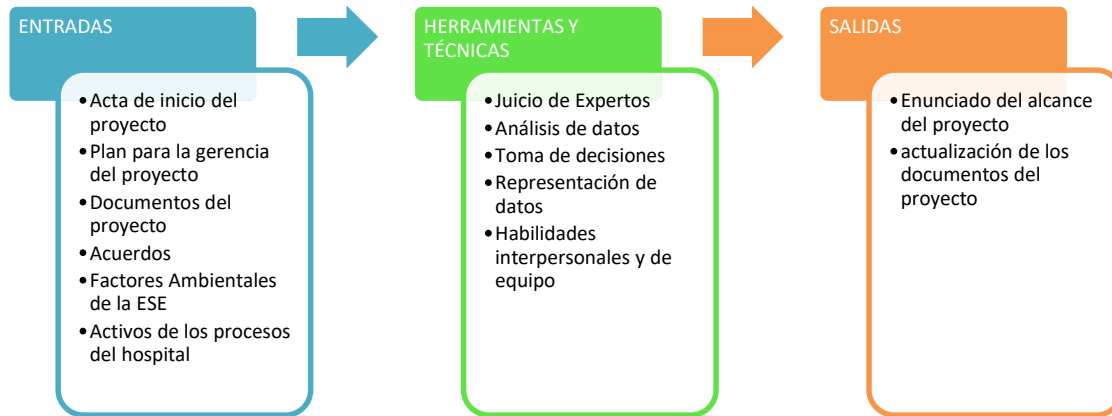 ENTRADAS
•Acta de inicio del
proyecto
•Plan para la gerencia
del proyecto
•Documentos del
proyecto
•Acuerdos
•Factores Ambientales
de la ESE
•Activos de los procesos
del hospital
HERRAMIENTAS Y
TÉCNICAS
•Juicio de Expertos
•Análisis de datos
•Toma de decisiones
•Representación de
datos
•Habilidades
interpersonales y de
equipo
SALIDAS
•Enunciado del alcance
del proyecto
•actualización de los
documentos del
proyecto